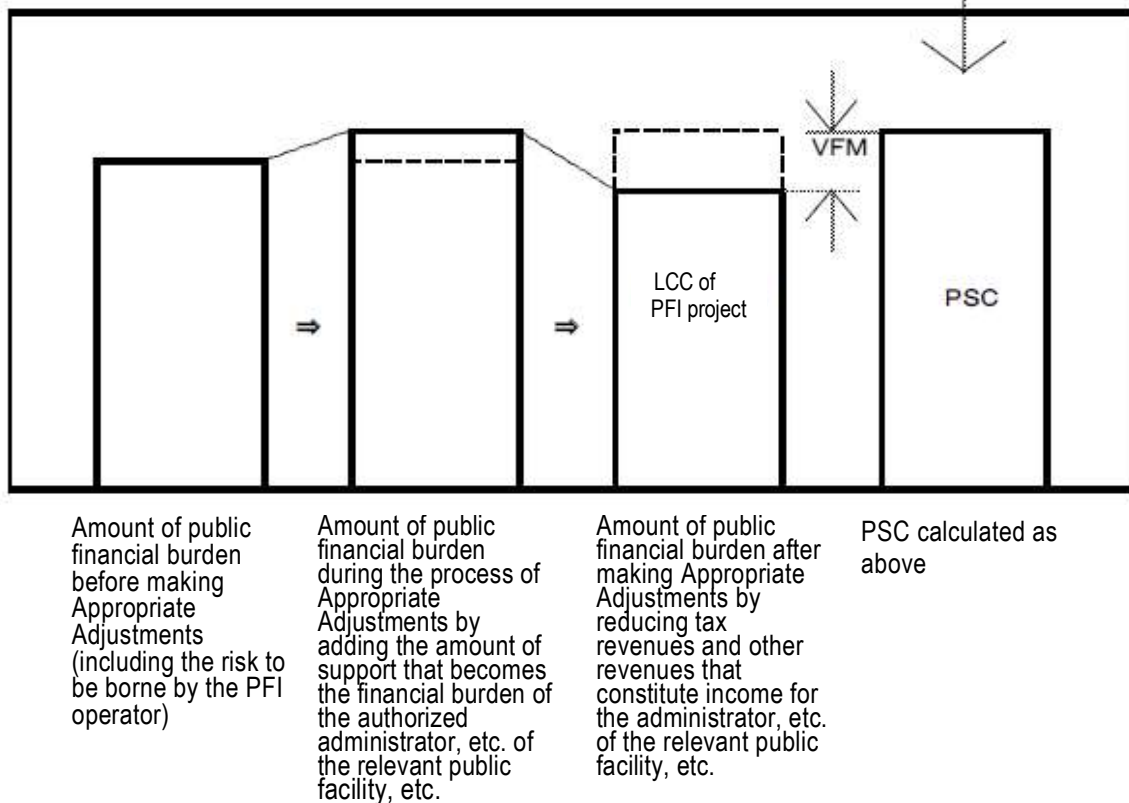 VFM
LCC of
PFI project
PSC
⇒
⇒
Amount of public
financial burden
before making
Appropriate
Adjustments
(including the risk to
be borne by the PFI
operator)
Amount of public
financial burden
during the process of
Appropriate
Adjustments by
adding the amount of
support that becomes
the financial burden of
the authorized
administrator, etc. of
the relevant public
facility, etc.
Amount of public
financial burden after
making Appropriate
Adjustments by
reducing tax
revenues and other
revenues that
constitute income for
the administrator, etc.
of the relevant public
facility, etc.
PSC calculated as
above